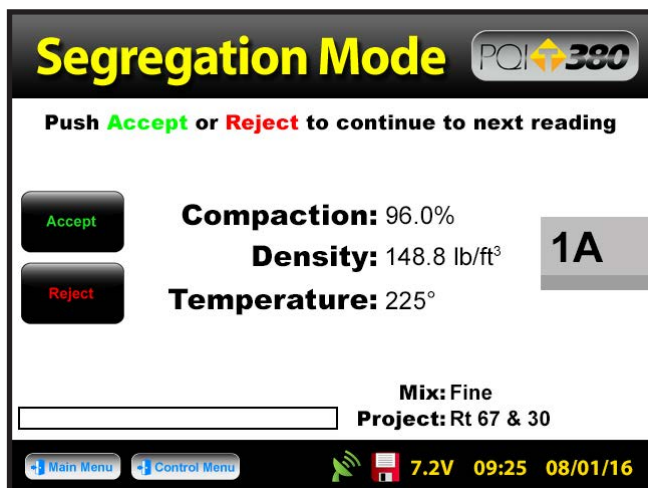 Segregation Mode PQI 380
Push Accept or Reject to continue to next reading
Accept
Reject
Compaction: 96.0%
Density: 148.8 lb/ft³
Temperature: 225°
1A
Mix: Fine
Project: Rt 67 & 30
Main Menu Control Menu 7.2V 09:25 08/01/16